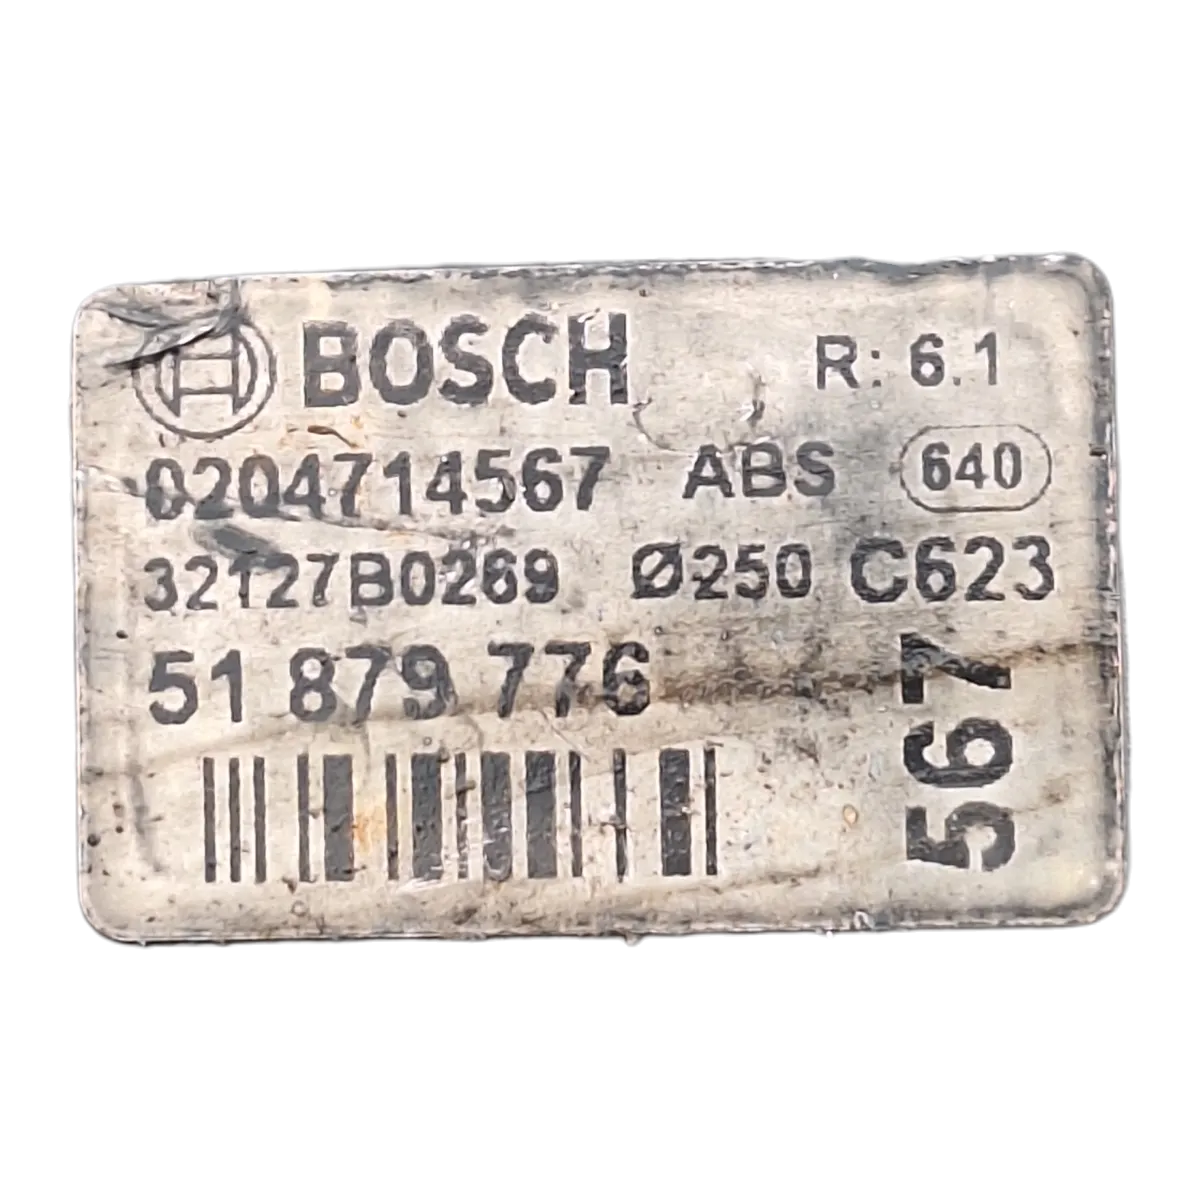 BOSCH R: 6.1
0204714567 ABS 640
32127B0269 Ø250 C623
51 879 776
567